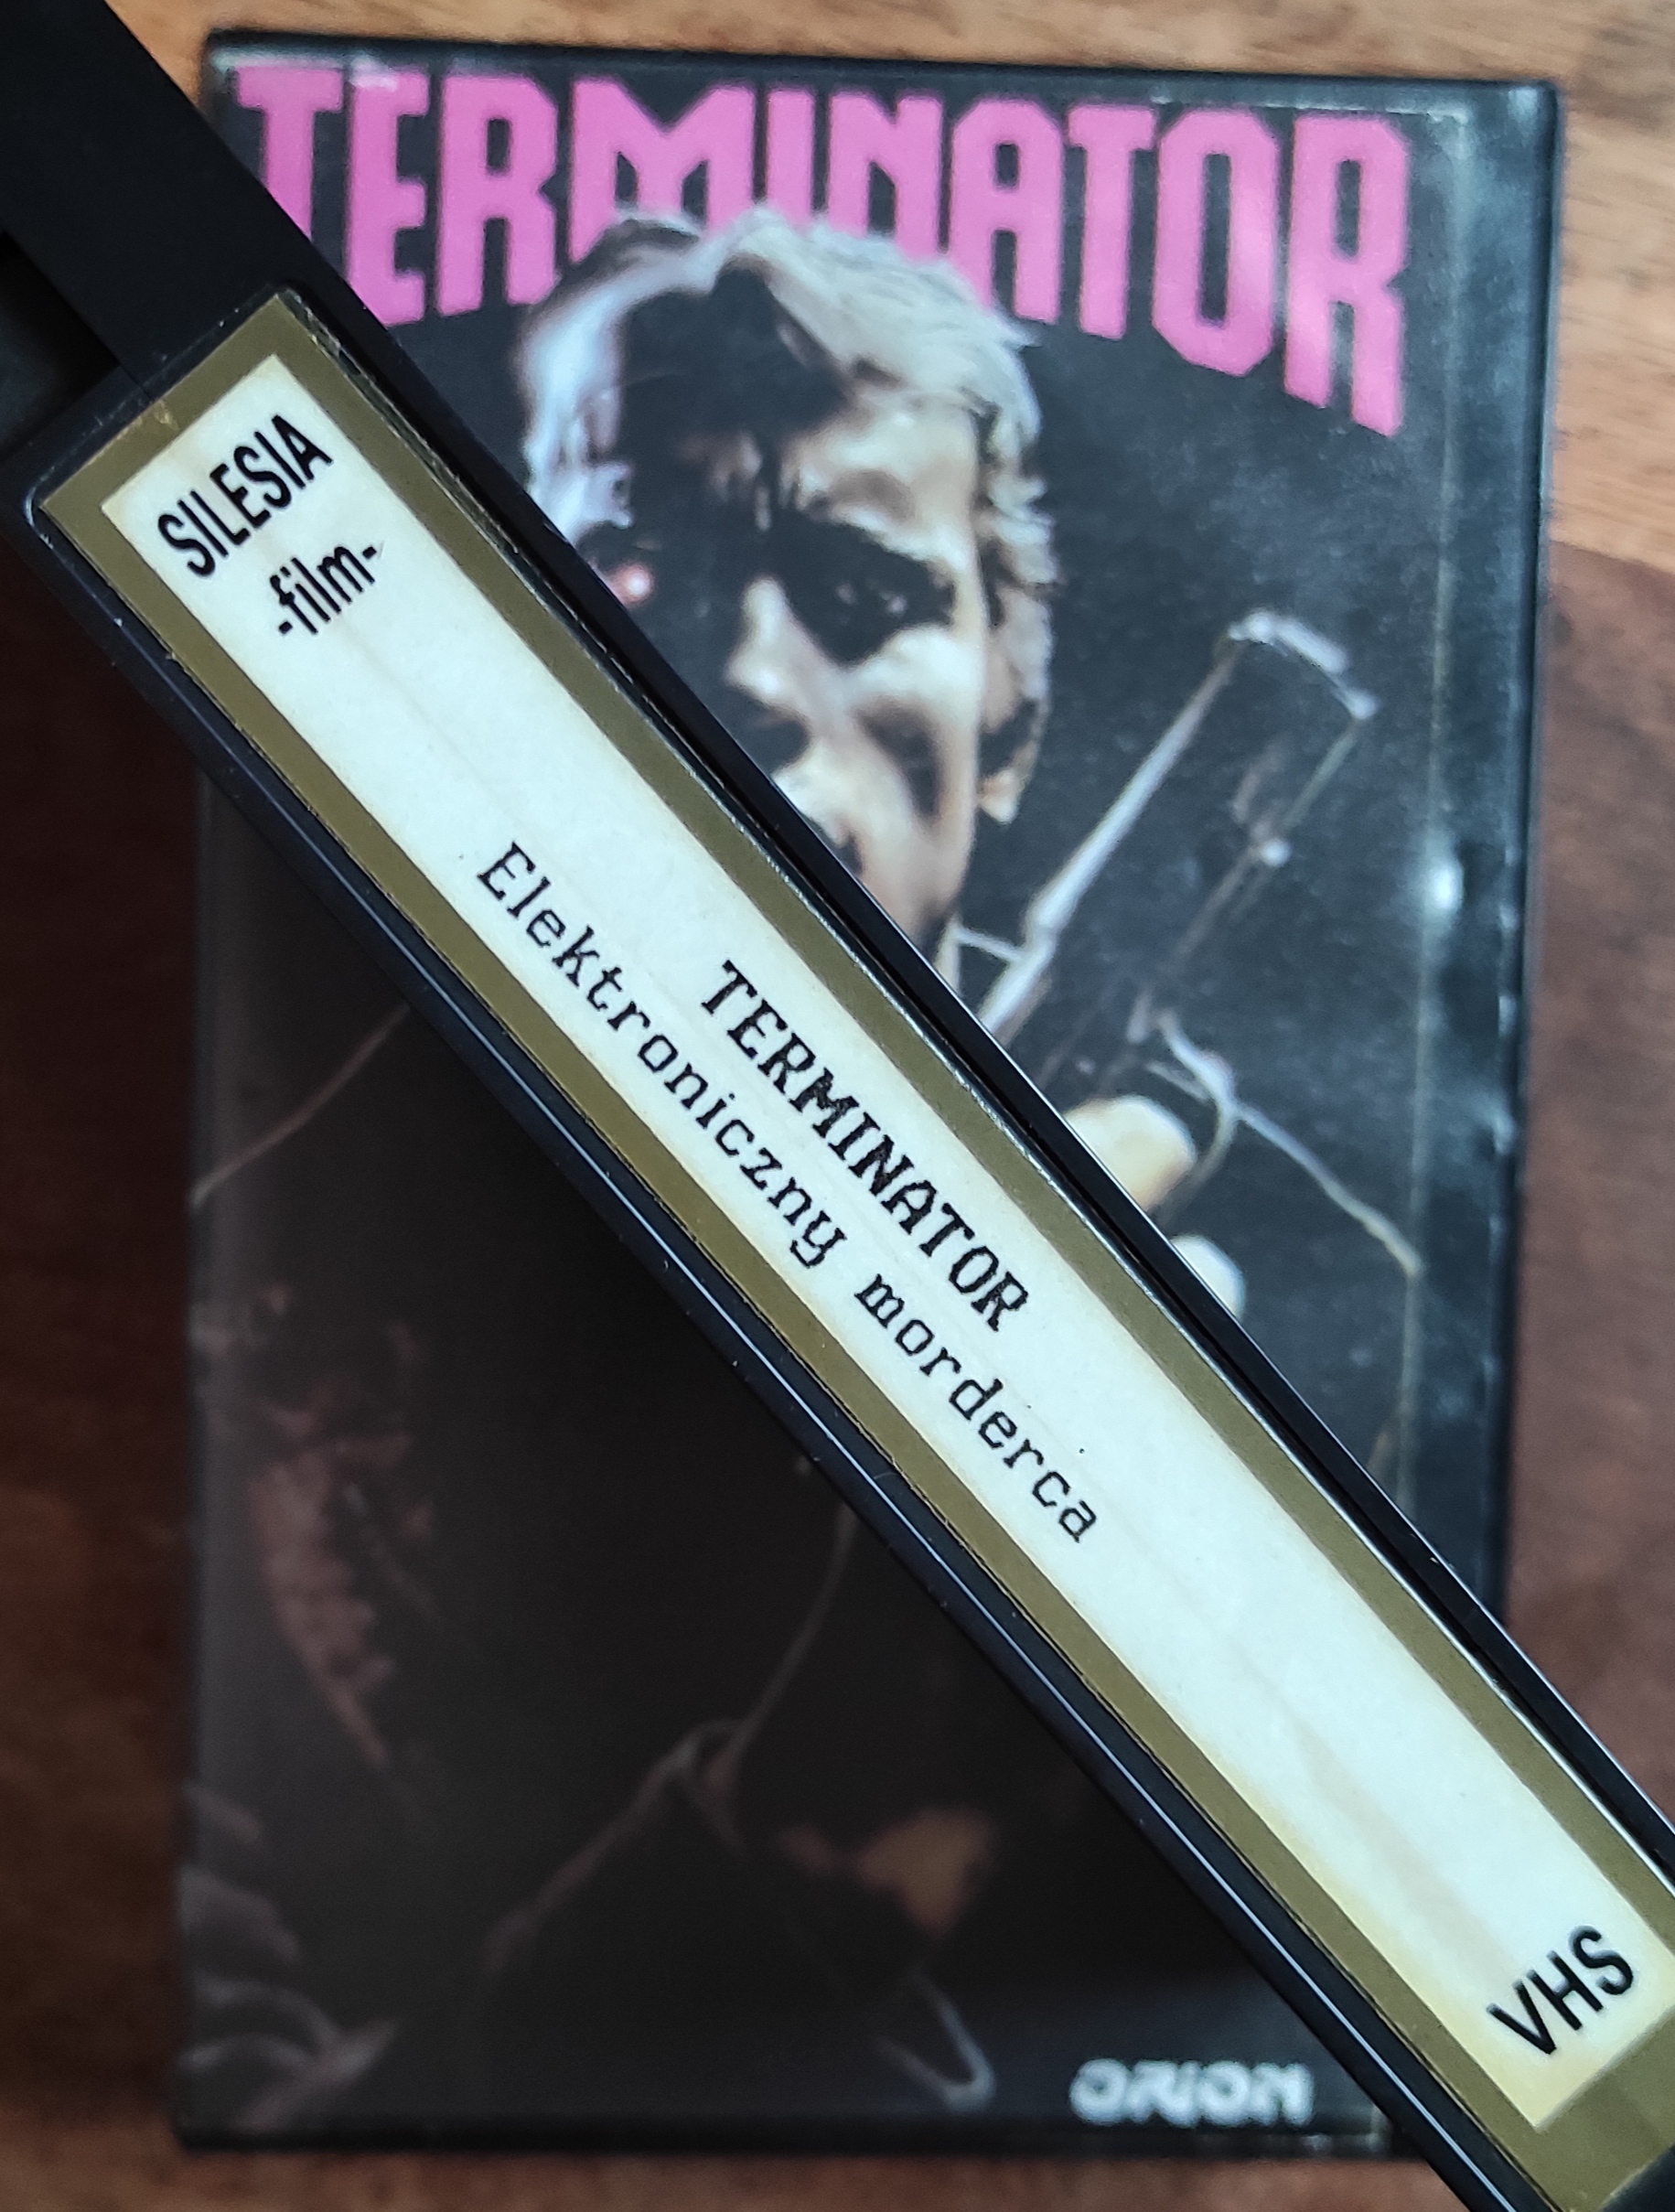 TERMINATOR
SILESIA
-film-
TERMINATOR
Elektroniczny morderca
VHS
ORION